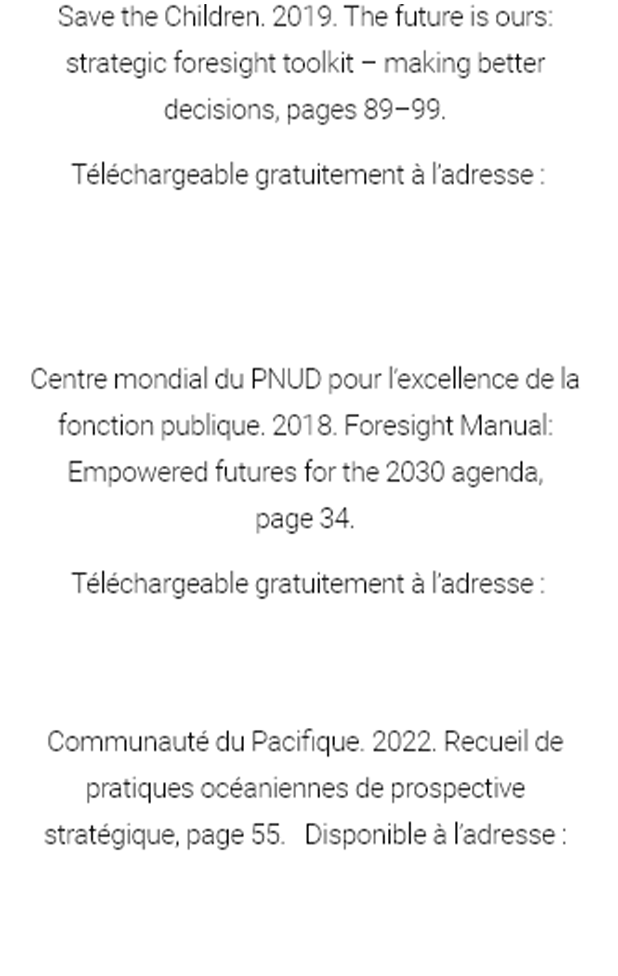 Save the Children. 2019. The future is ours:
strategic foresight toolkit – making better
decisions, pages 89–99.
Téléchargeable gratuitement à l'adresse :
Centre mondial du PNUD pour l'excellence de la
fonction publique. 2018. Foresight Manual:
Empowered futures for the 2030 agenda,
page 34.
Téléchargeable gratuitement à l'adresse :
Communauté du Pacifique. 2022. Recueil de
pratiques océaniennes de prospective
stratégique, page 55. Disponible à l'adresse :